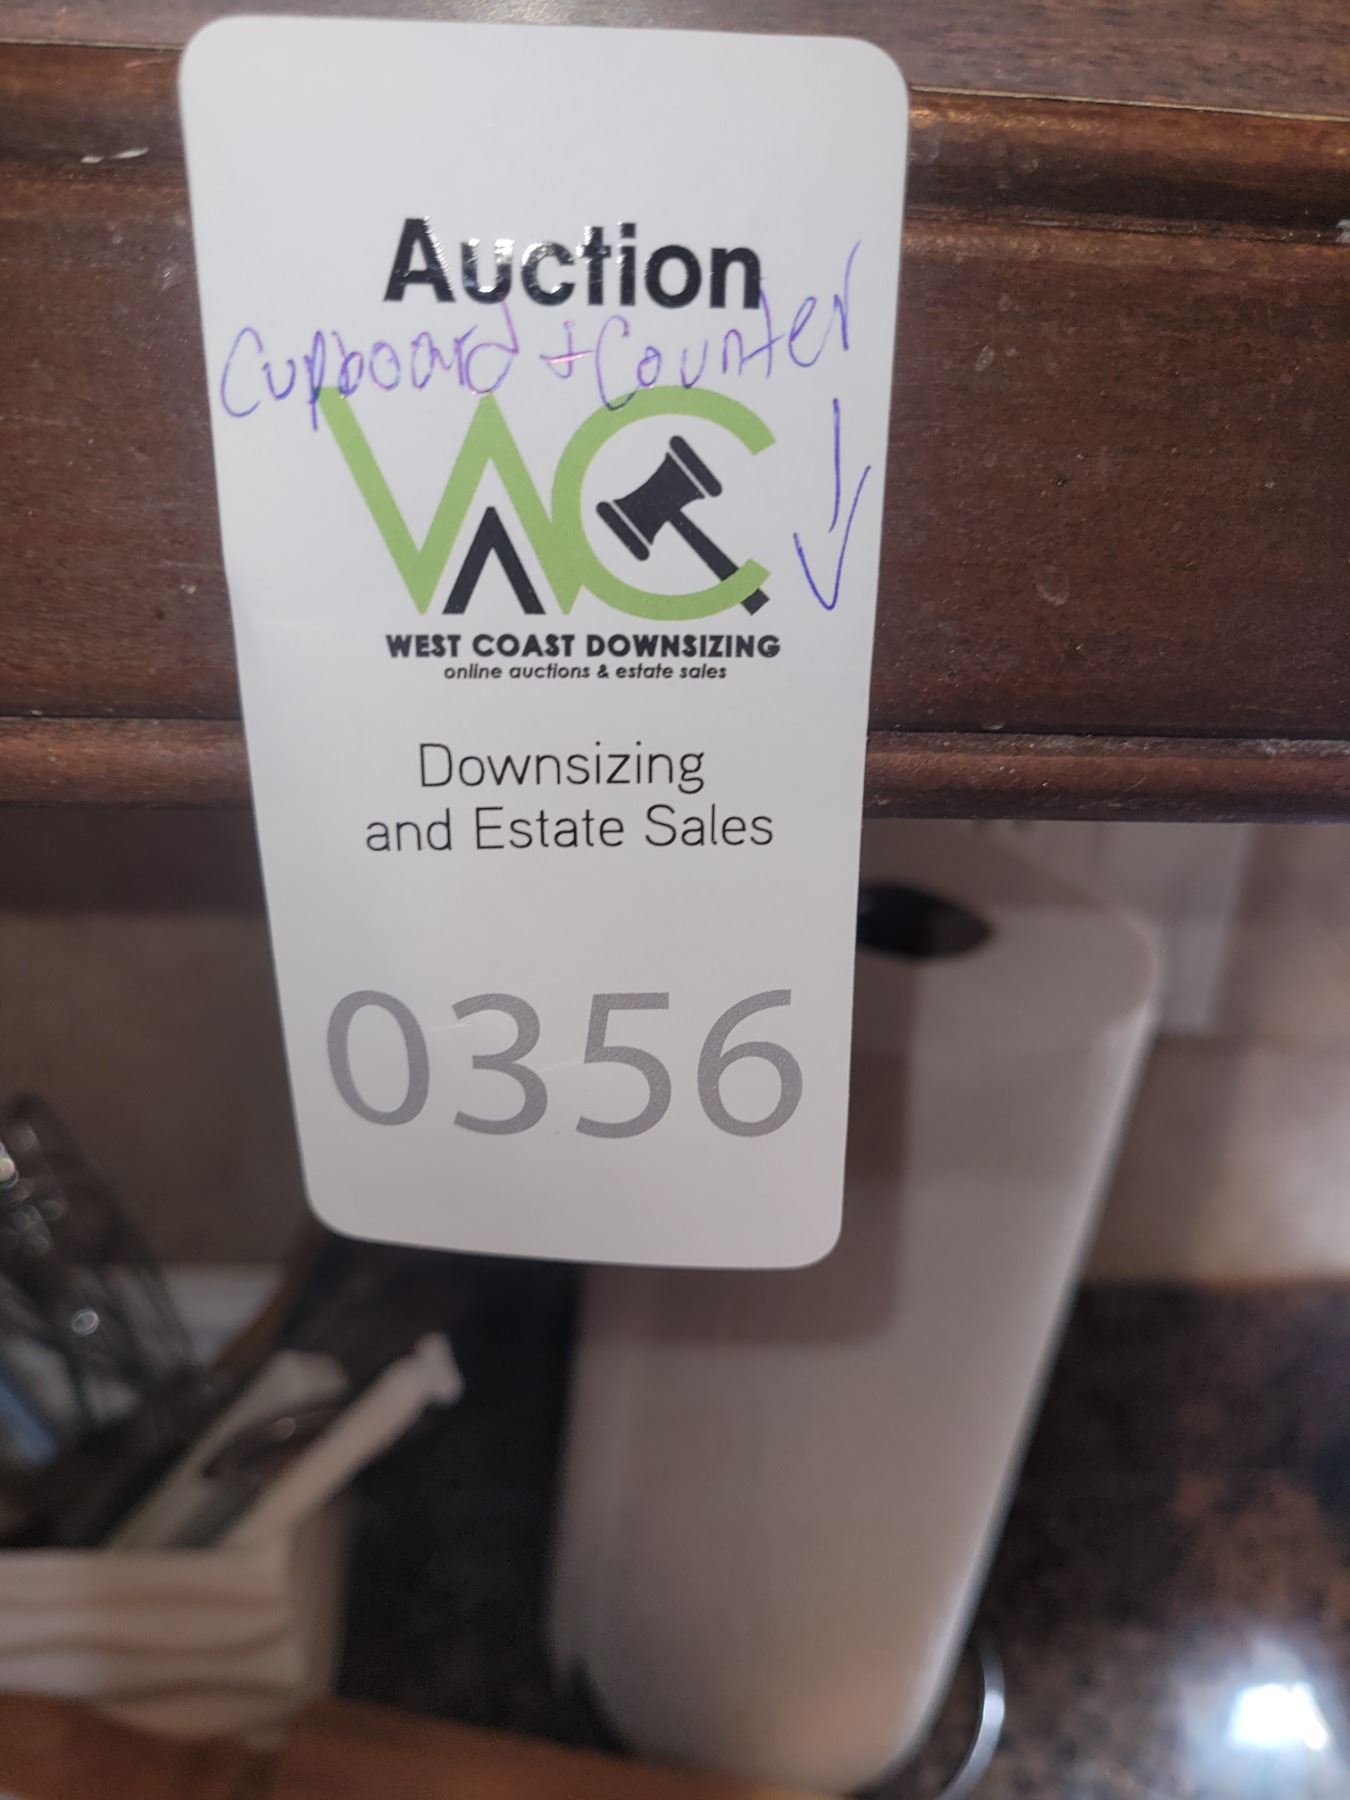 Auction
Cupboard + Counter
WC
WEST COAST DOWNSIZING
online auctions & estate sales
Downsizing
and Estate Sales
0356